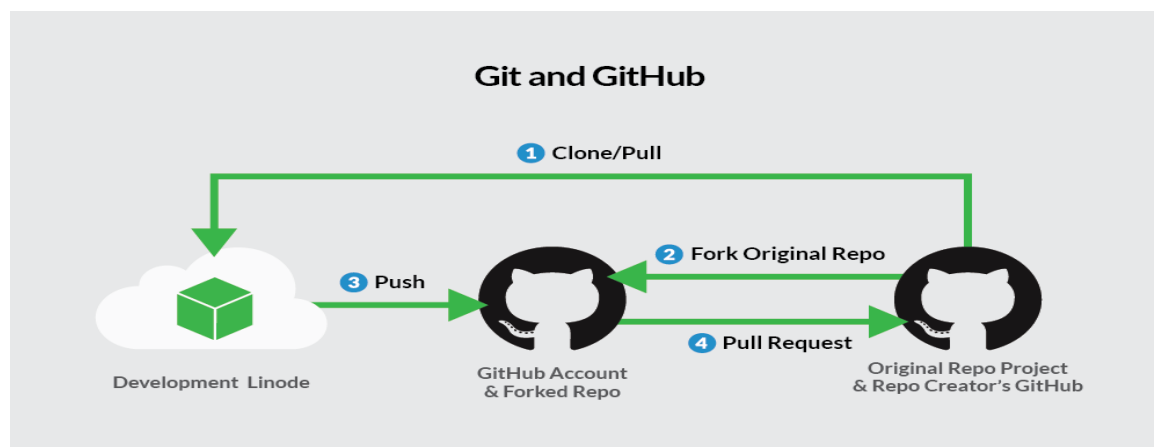 Git and GitHub
1 Clone/Pull
2 Fork Original Repo
3 Push
4 Pull Request
Development Linode
GitHub Account
& Forked Repo
Original Repo Project
& Repo Creator's GitHub